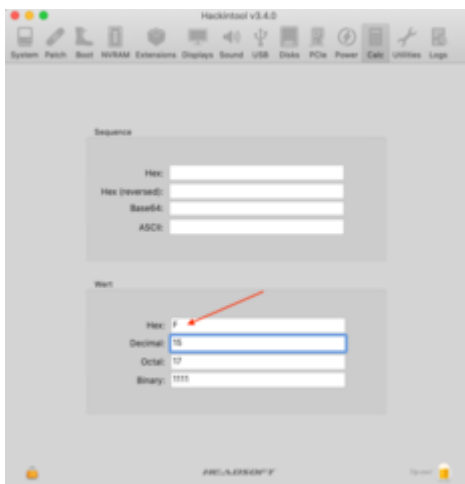 Hackintool v3.4.0
System Patch Boot NVRAM Extensions Displays Sound USB Disks PCIe Power Calc Utilities Logs
Sequence
Hex:
Hex (reversed):
Base64:
ASCII:
Wert
Hex: F
Decimal: 15
Octal: 17
Binary: 1111
HEADSOFT